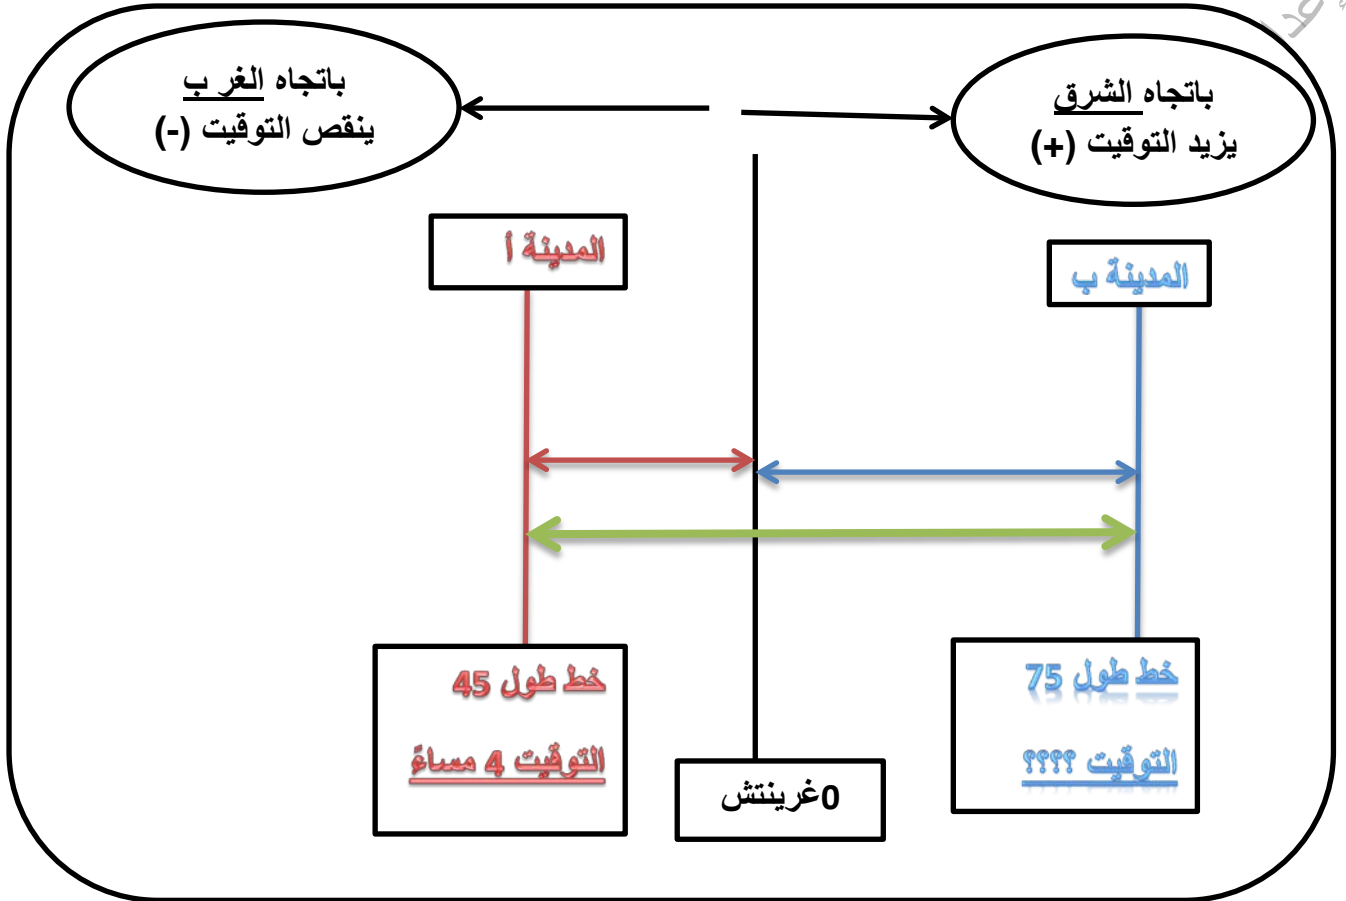 باتجاه الشرق
يزيد التوقيت (+)
باتجاه الغر ب
ينقص التوقيت (-)
المدينة ب
المدينة أ
خط طول 75
التوقيت ؟؟؟؟
0غرينتش
خط طول 45
التوقيت 4 مساءً